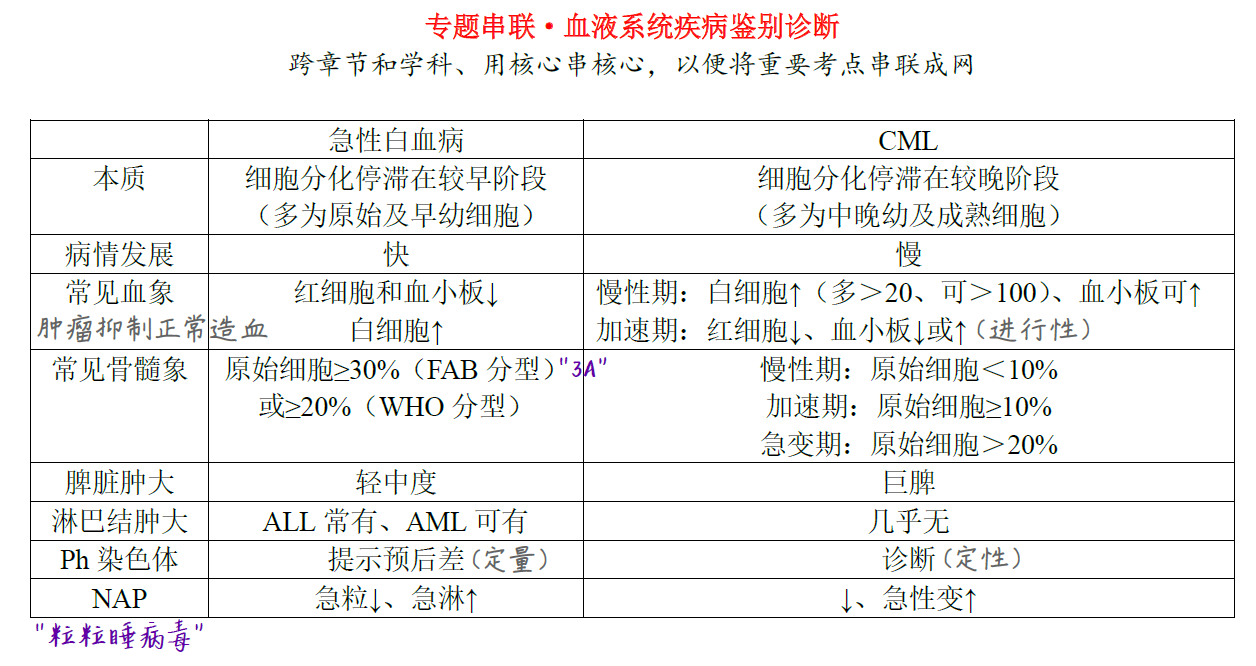 专题串联·血液系统疾病鉴别诊断
跨章节和学科、用核心串核心，以便将重要考点串联成网
急性白血病 CML
本质 细胞分化停滞在较早阶段 细胞分化停滞在较晚阶段
（多为原始及早幼细胞） （多为中晚幼及成熟细胞）
病情发展 快 慢
常见血象 红细胞和血小板↓ 慢性期：白细胞↑（多＞20、可＞100）、血小板可↑
肿瘤抑制正常造血 白细胞↑ 加速期：红细胞↓、血小板↓或↑（进行性）
常见骨髓象 原始细胞≥30%（FAB 分型）"3A" 慢性期：原始细胞＜10%
或≥20%（WHO 分型） 加速期：原始细胞≥10%
急变期：原始细胞＞20%
脾脏肿大 轻中度 巨脾
淋巴结肿大 ALL 常有、AML 可有 几乎无
Ph 染色体 提示预后差（定量） 诊断（定性）
NAP 急粒↓、急淋↑ ↓、急性变↑
"粒粒睡病毒"